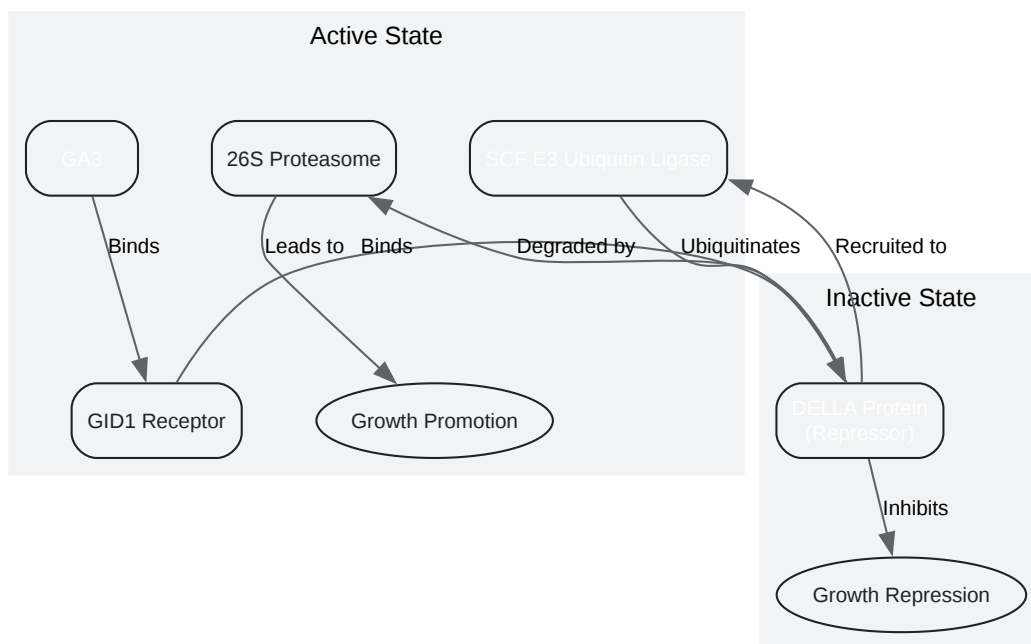 Active State
GA3
26S Proteasome
SCF E3 Ubiquitin Ligase
Binds
Leads to
Binds
Degraded by
Ubiquitinates
Recruited to
Inactive State
GID1 Receptor
Growth Promotion
DELLA Protein
(Repressor)
Inhibits
Growth Repression